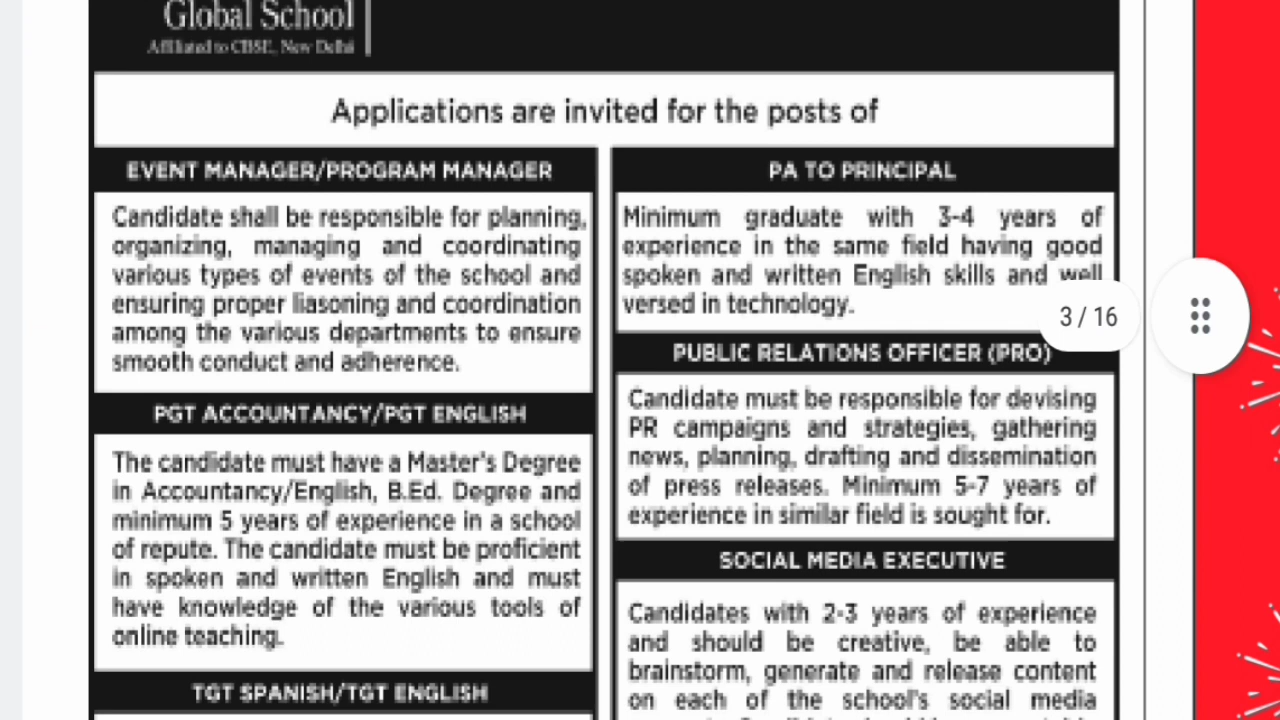 Global School
Affiliated to CBSE, New Delhi
Applications are invited for the posts of
EVENT MANAGER/PROGRAM MANAGER
Candidate shall be responsible for planning,
organizing, managing and coordinating
various types of events of the school and
ensuring proper liasoning and coordination
among the various departments to ensure
smooth conduct and adherence.
PGT ACCOUNTANCY/PGT ENGLISH
The candidate must have a Master's Degree
in Accountancy/English, B.Ed. Degree and
minimum 5 years of experience in a school
of repute. The candidate must be proficient
in spoken and written English and must
have knowledge of the various tools of
online teaching.
TGT SPANISH/TGT ENGLISH
PA TO PRINCIPAL
Minimum graduate with 3-4 years of
experience in the same field having good
spoken and written English skills and well
versed in technology.
3 / 16
PUBLIC RELATIONS OFFICER (PRO)
Candidate must be responsible for devising
PR campaigns and strategies, gathering
news, planning, drafting and dissemination
of press releases. Minimum 5-7 years of
experience in similar field is sought for.
SOCIAL MEDIA EXECUTIVE
Candidates with 2-3 years of experience
and should be creative, be able to
brainstorm, generate and release content
on each of the school's social media